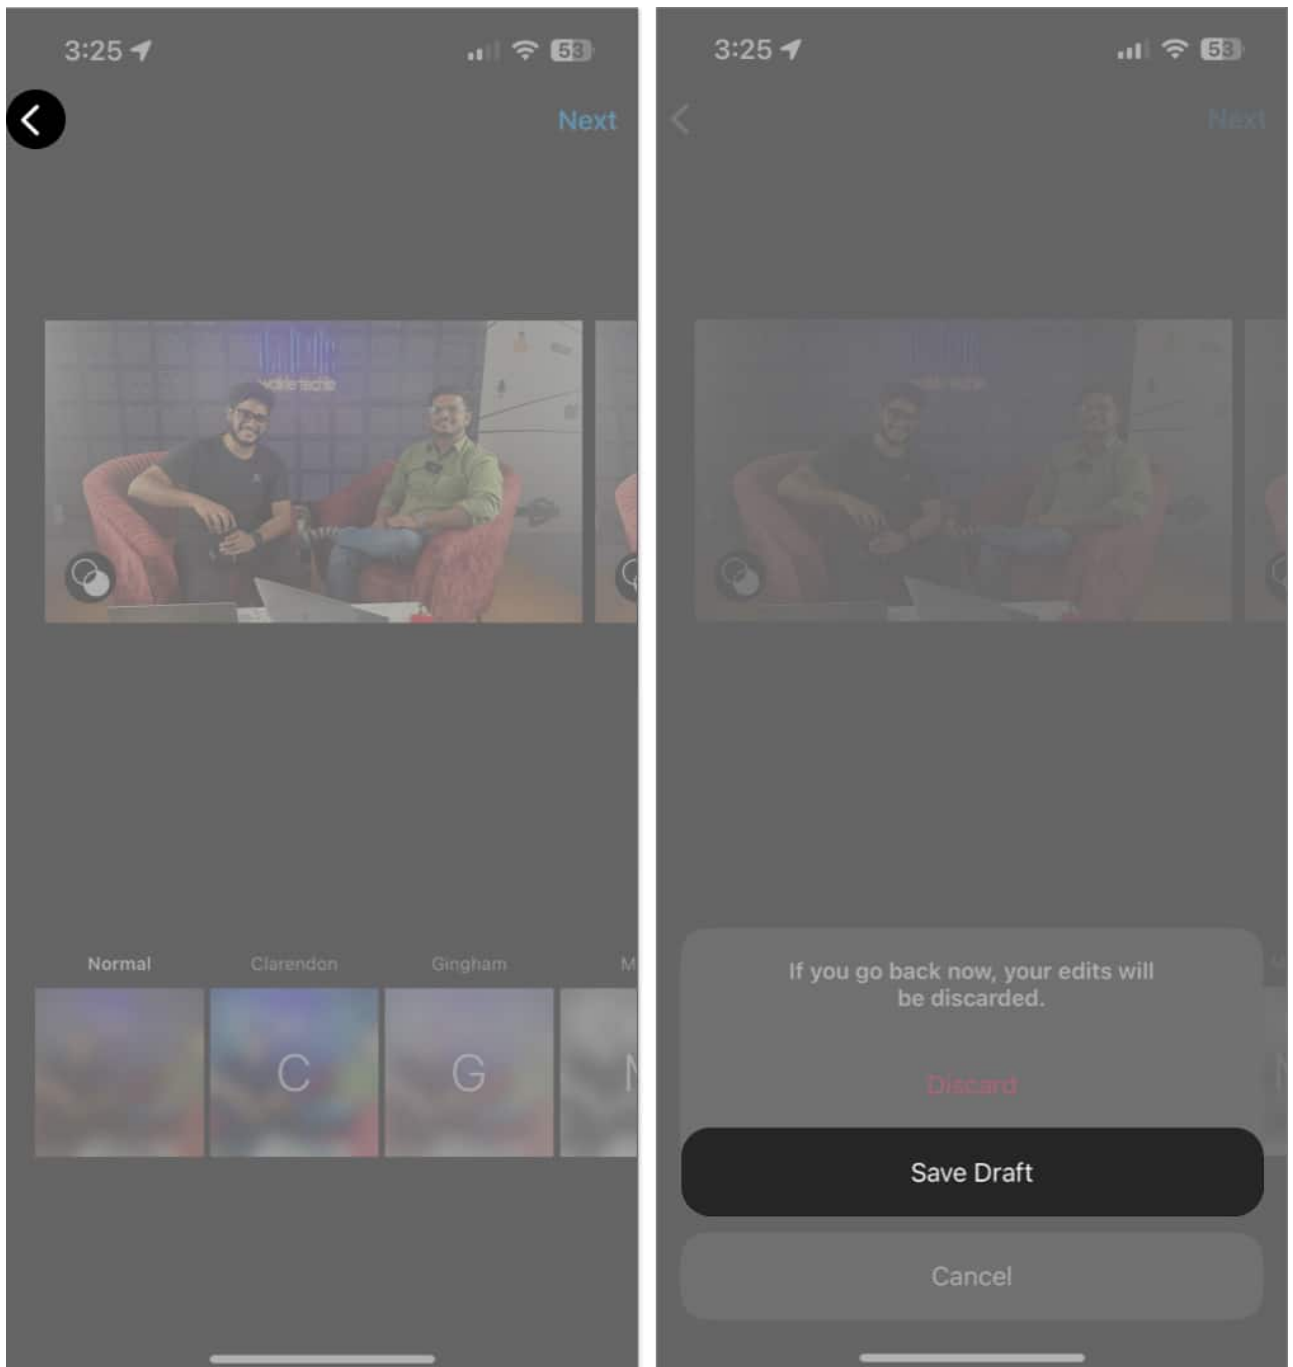 3:25
53
Next
Normal
Clarendon
Gingham
M
C
G
3:25
53
Next
If you go back now, your edits will
be discarded.
Discard
Save Draft
Cancel